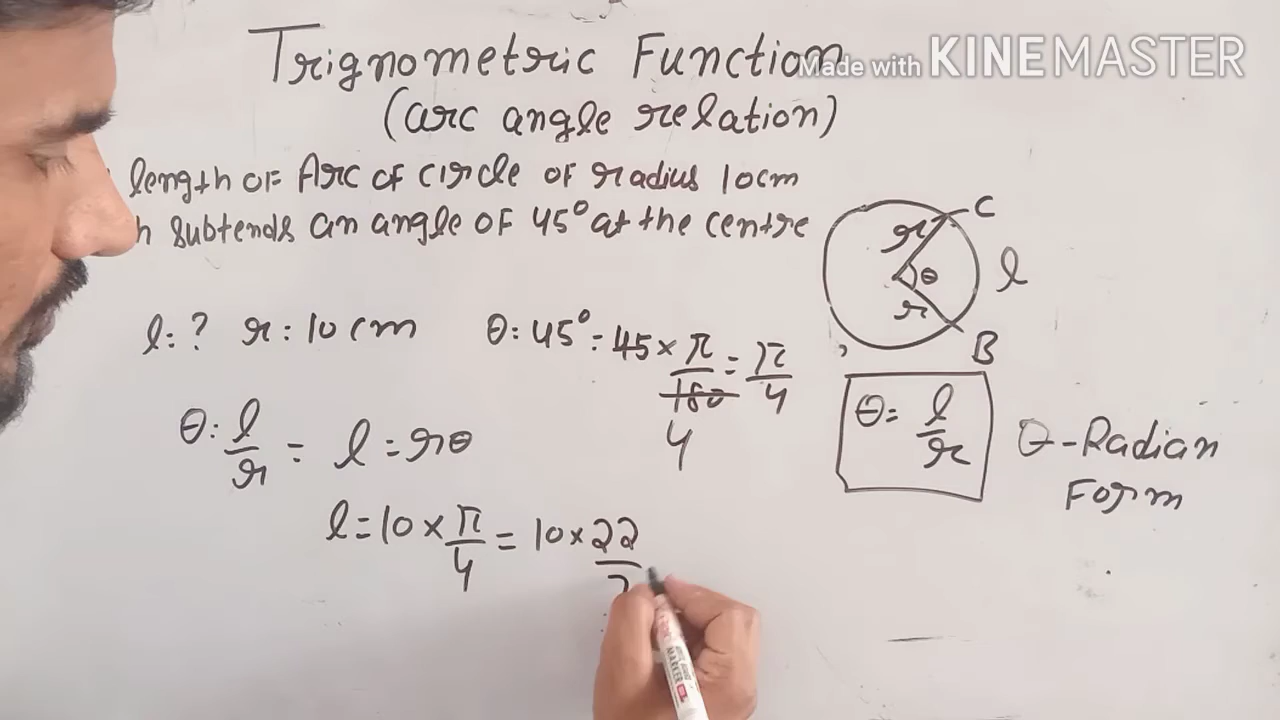 Trignometric Function
Made with KINEMASTER
(arc angle relation)
length of Arc of circle of radius 10cm
h subtends an angle of 45° at the centre
C
r
θ
l
r
B
l: ? r: 10 cm θ: 45° = 45 × π/180 = π/4
4
θ: l/r = l = rθ
θ = l/r
θ-Radian
Form
l = 10 × π/4 = 10 × 22